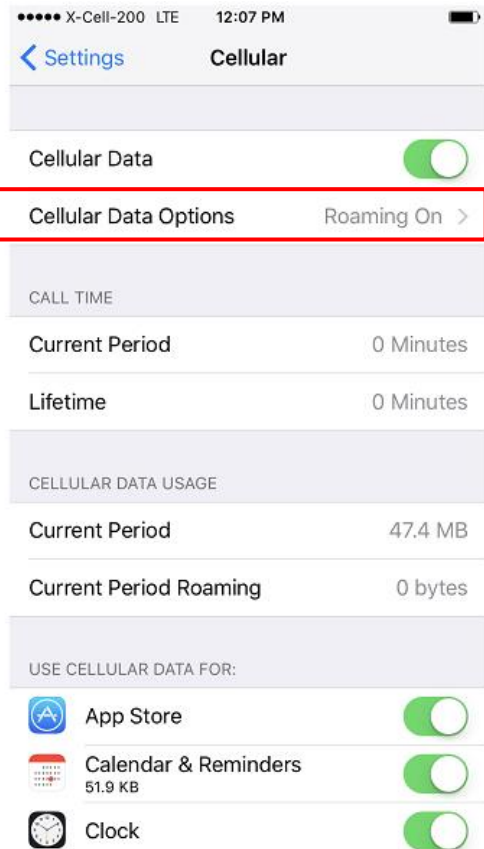 X-Cell-200 LTE 12:07 PM
Settings Cellular
Cellular Data
Cellular Data Options Roaming On
CALL TIME
Current Period 0 Minutes
Lifetime 0 Minutes
CELLULAR DATA USAGE
Current Period 47.4 MB
Current Period Roaming 0 bytes
USE CELLULAR DATA FOR:
App Store
Calendar & Reminders
51.9 KB
Clock